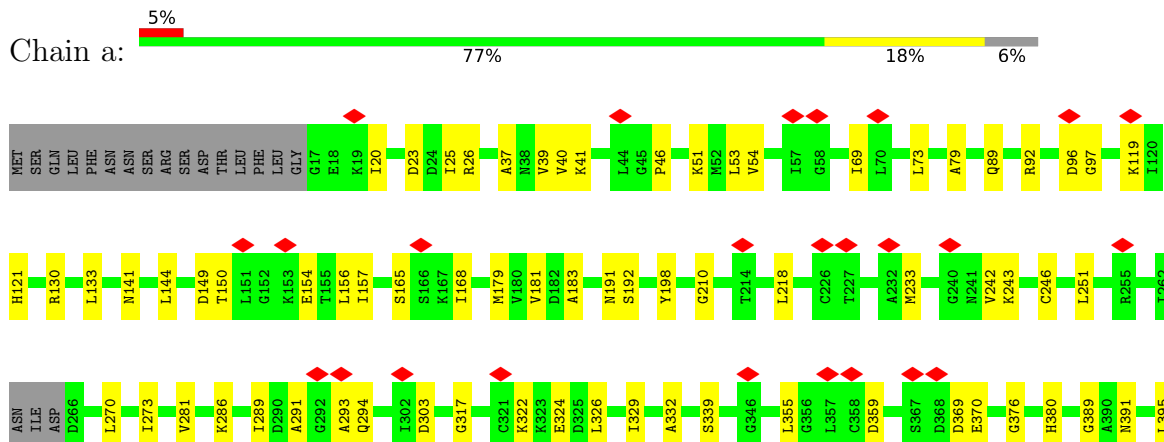 5%
Chain a:
77% 18% 6%
MET SER GLN LEU PHE ASN ASN SER ARG SER ASP THR LEU PHE LEU GLY G17 E18 K19 I20 D23 D24 I25 R26 A37 N38 V39 V40 K41 L44 G45 P46 K51 M52 L53 V54 I57 G58 I69 L70 L73 A79 Q89 R92 D96 G97 K119 I120
H121 R130 L133 N141 L144 D149 T150 L151 G152 K153 E154 T155 L156 I157 S165 S166 K167 I168 M179 V180 V181 D182 A183 N191 S192 Y198 G210 T214 L218 C226 T227 A232 M233 G240 N241 V242 K243 C246 L251 R255 I262
ASN ILE ASP D266 L270 I273 V281 K286 I289 D290 A291 G292 A293 Q294 I302 D303 G317 C321 K322 K323 E324 D325 L326 I329 A332 S339 G346 L355 G356 L357 C358 D359 S367 D368 D369 E370 G376 H380 G389 A390 N391 L395